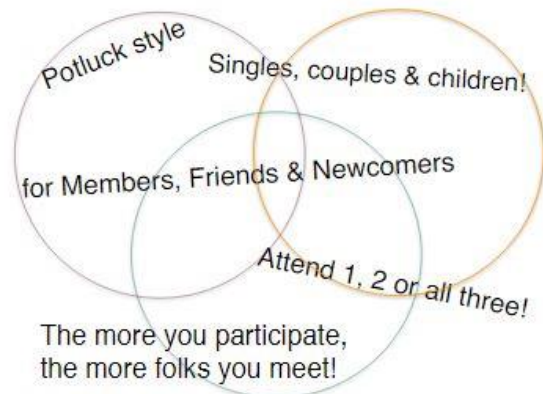 Potluck style
Singles, couples & children!
for Members, Friends & Newcomers
Attend 1, 2 or all three!
The more you participate,
the more folks you meet!